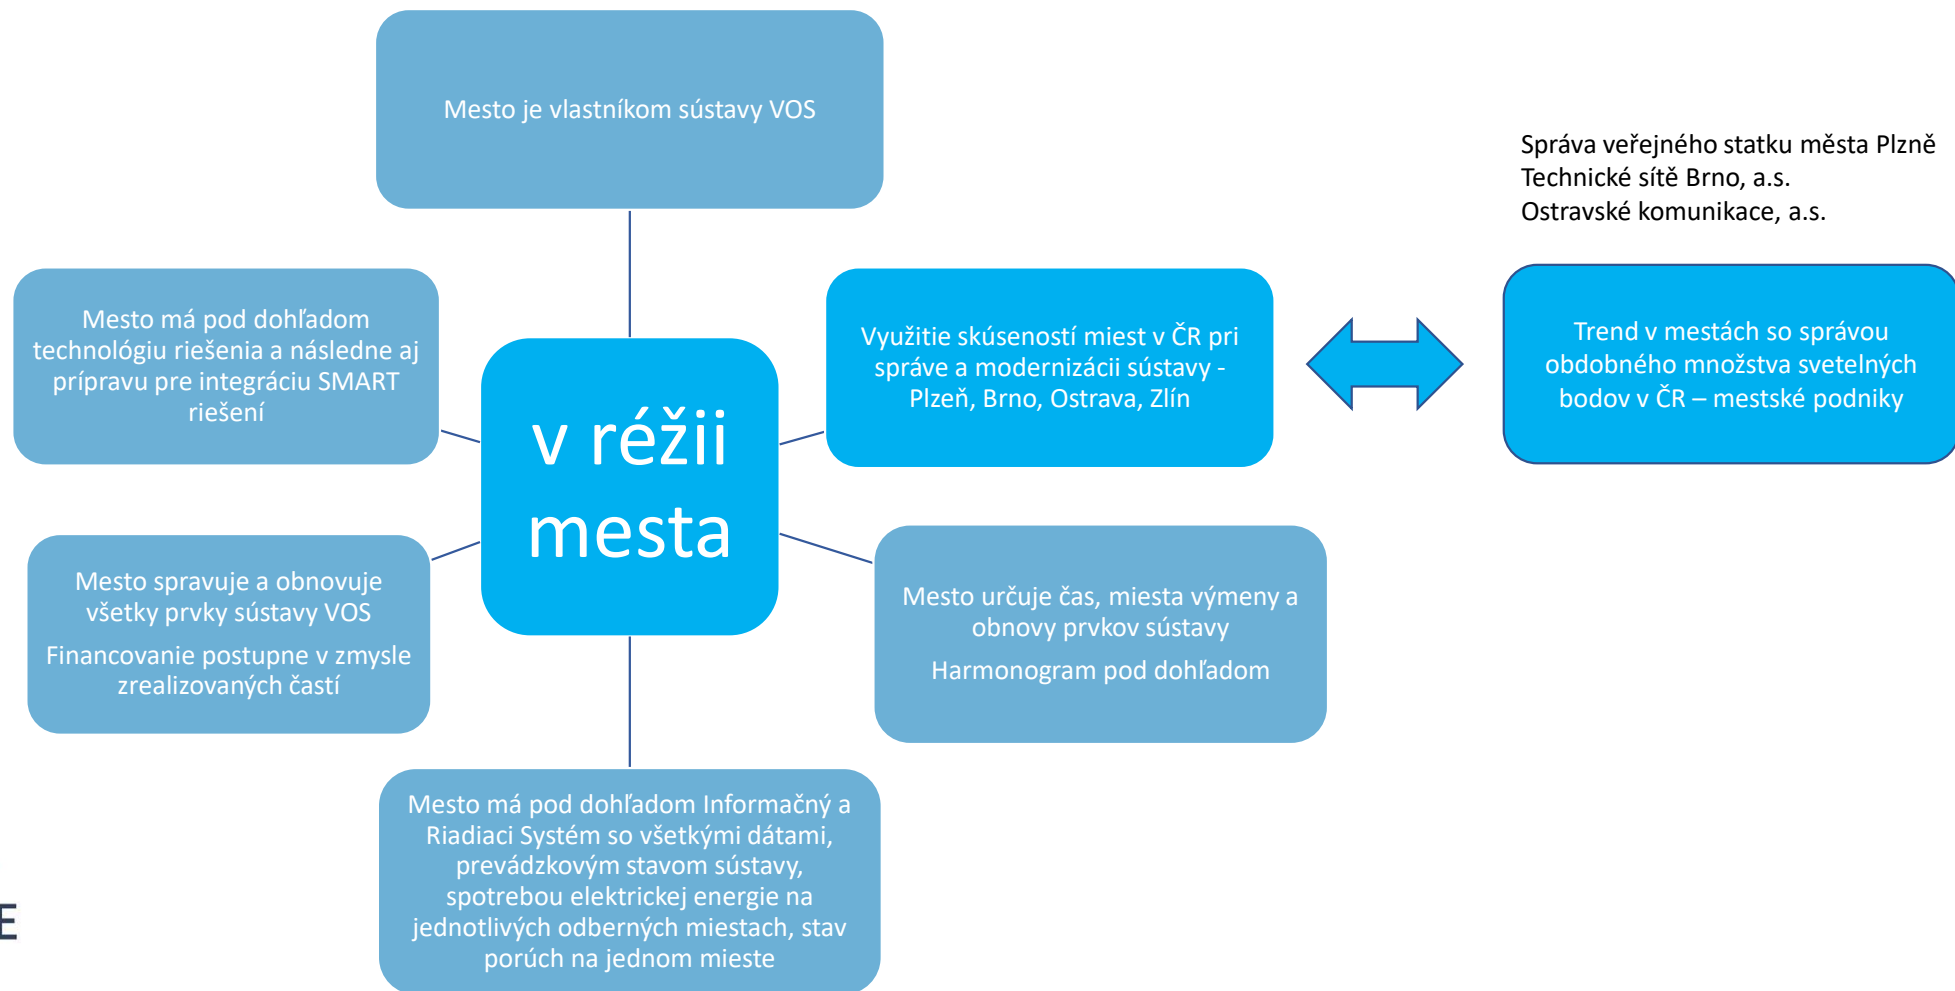 Mesto je vlastníkom sústavy VOS
Správa veřejného statku města Plzně
Technické sítě Brno, a.s.
Ostravské komunikace, a.s.
Mesto má pod dohľadom
technológiu riešenia a následne aj
prípravu pre integráciu SMART
riešení
v réžii
mesta
Využitie skúseností miest v ČR pri
správe a modernizácii sústavy -
Plzeň, Brno, Ostrava, Zlín
Trend v mestách so správou
obdobného množstva svetelných
bodov v ČR – mestské podniky
Mesto spravuje a obnovuje
všetky prvky sústavy VOS
Financovanie postupne v zmysle
zrealizovaných častí
Mesto určuje čas, miesta výmeny a
obnovy prvkov sústavy
Harmonogram pod dohľadom
Mesto má pod dohľadom Informačný a
Riadiaci Systém so všetkými dátami,
prevádzkovým stavom sústavy,
spotrebou elektrickej energie na
jednotlivých odberných miestach, stav
porúch na jednom mieste
E